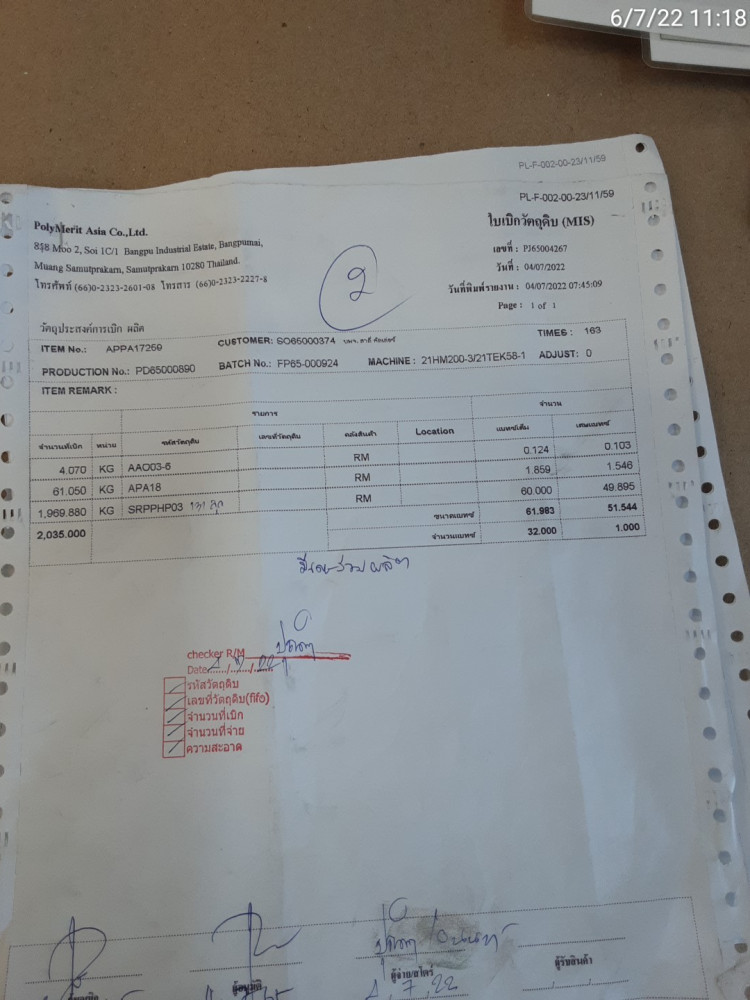 6/7/22 11:18
PL-F-002-00-23/11/59
PL-F-002-00-23/11/59
PolyMerit Asia Co.,Ltd.
ใบเบิกวัตถุดิบ (MIS)
888 Moo 2, Soi 1C/1 Bangpu Industrial Estate, Bangpumai,
เลขที่ : PJ65004267
Muang Samutprakarn, Samutprakarn 10280 Thailand.
วันที่ : 04/07/2022
โทรศัพท์ (66)0-2323-2601-08 โทรสาร (66)0-2323-2227-8
วันที่พิมพ์รายงาน : 04/07/2022 07:45:09
2
Page : 1 of 1
วัตถุประสงค์การเบิก ผลิต
ITEM No.: APPA17269 CUSTOMER: SO65000374 TIMES : 163
PRODUCTION No.: PD65000890 BATCH No.: FP65-000924 MACHINE : 21HM200-3/21TEK58-1 ADJUST: 0
ITEM REMARK :
รายการ จำนวน
จำนวนที่เบิก หน่วย รหัสวัตถุดิบ เลขที่วัตถุดิบ คลังสินค้า Location แบทช์เต็ม เศษแบทช์
4.070 KG AAO03-6 RM 0.124 0.103
61.050 KG APA18 RM 1.859 1.546
1,969.880 KG SRPPHP03 RM 60.000 49.895
2,035.000 ขนาดแบทช์ 61.983 51.544
จำนวนแบทช์ 32.000 1.000
checker R/M
Date
รหัสวัตถุดิบ
เลขที่วัตถุดิบ(fifo)
จำนวนที่เบิก
จำนวนที่จ่าย
ความสะอาด
ผู้อนุมัติ ผู้จ่าย/สโตร์ ผู้รับสินค้า
4 7 22